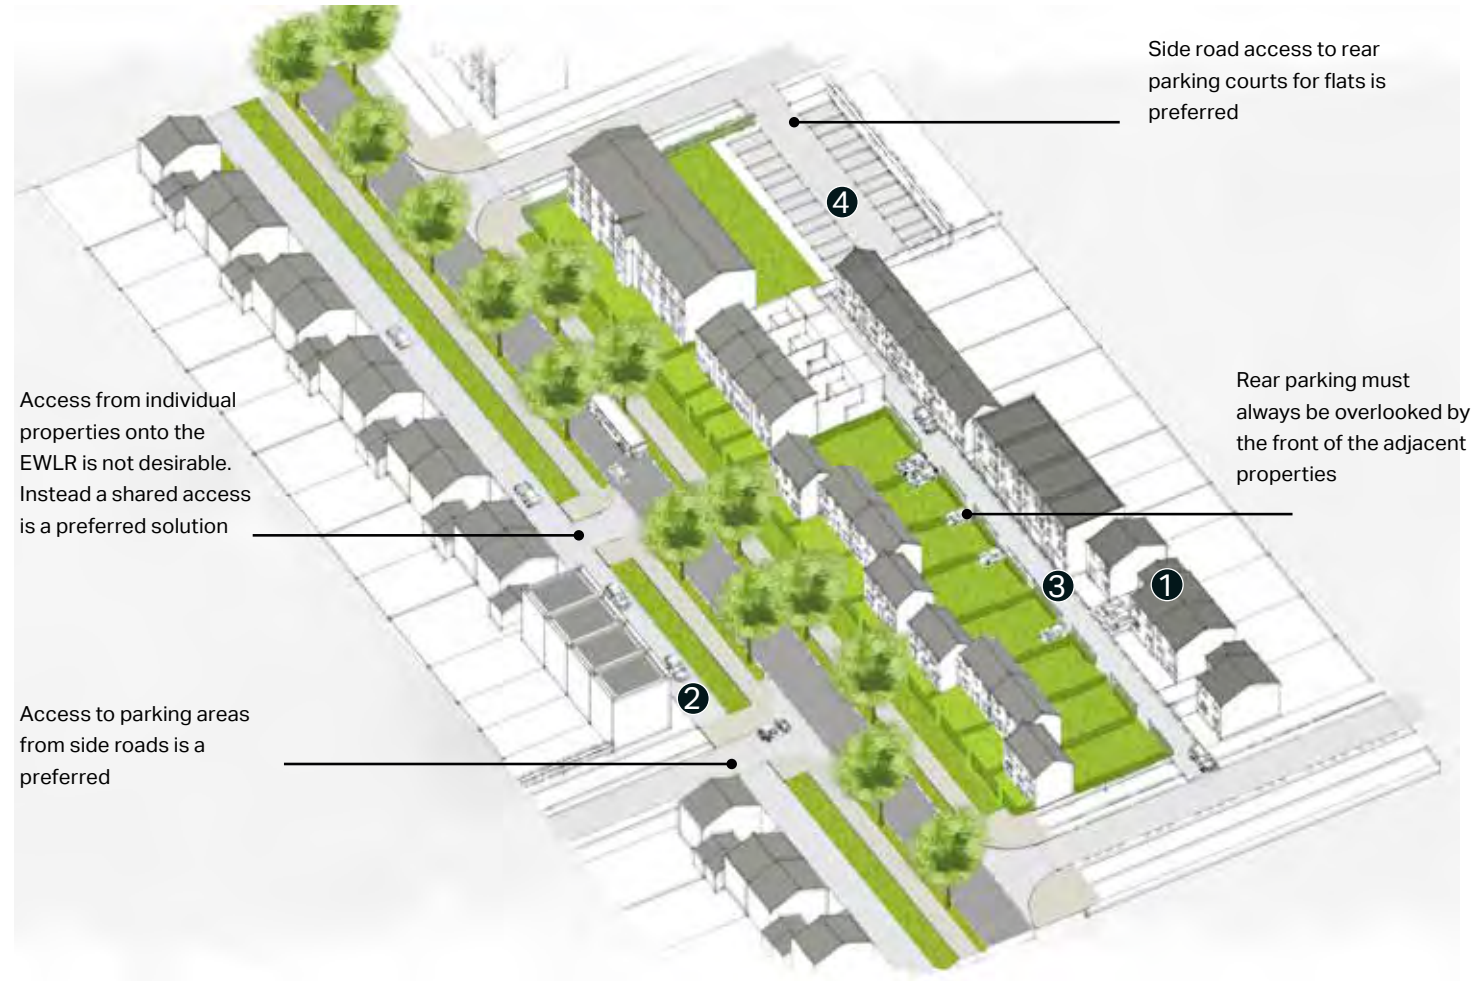 Side road access to rear
parking courts for flats is
preferred
4
Rear parking must
always be overlooked by
the front of the adjacent
properties
Access from individual
properties onto the
EWLR is not desirable.
Instead a shared access
is a preferred solution
3
1
2
Access to parking areas
from side roads is a
preferred